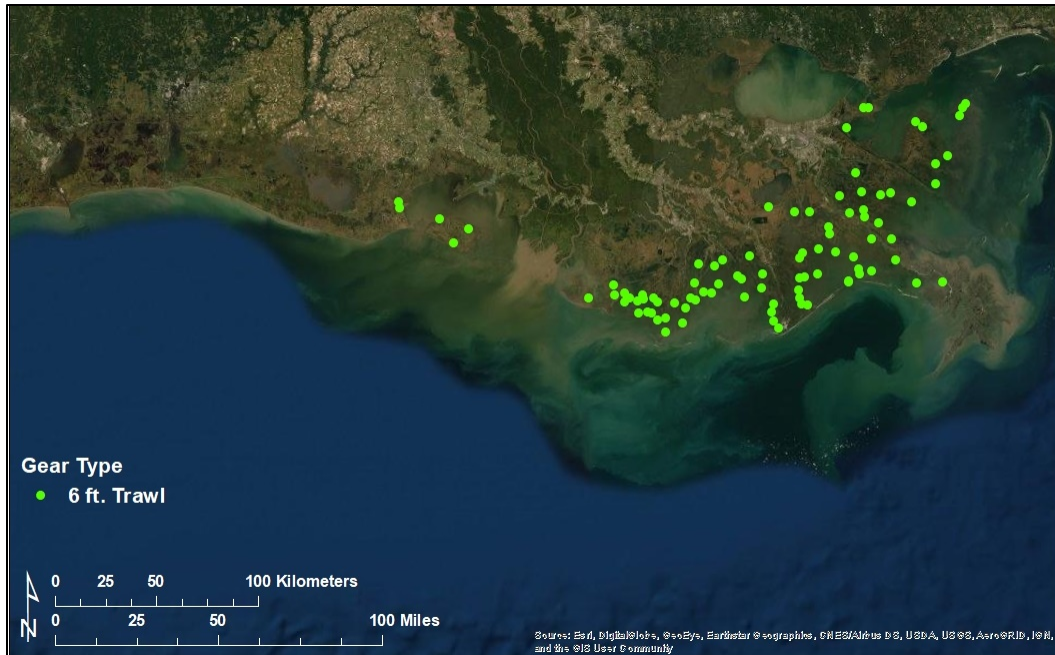 Gear Type
6 ft. Trawl
0 25 50 100 Kilometers
0 25 50 100 Miles
N
Source: Esri, DigitalGlobe, GeoEye, Earthstar Geographics, CNES/Airbus DS, USDA, USGS, AeroGRID, IGN,
and the GIS User Community